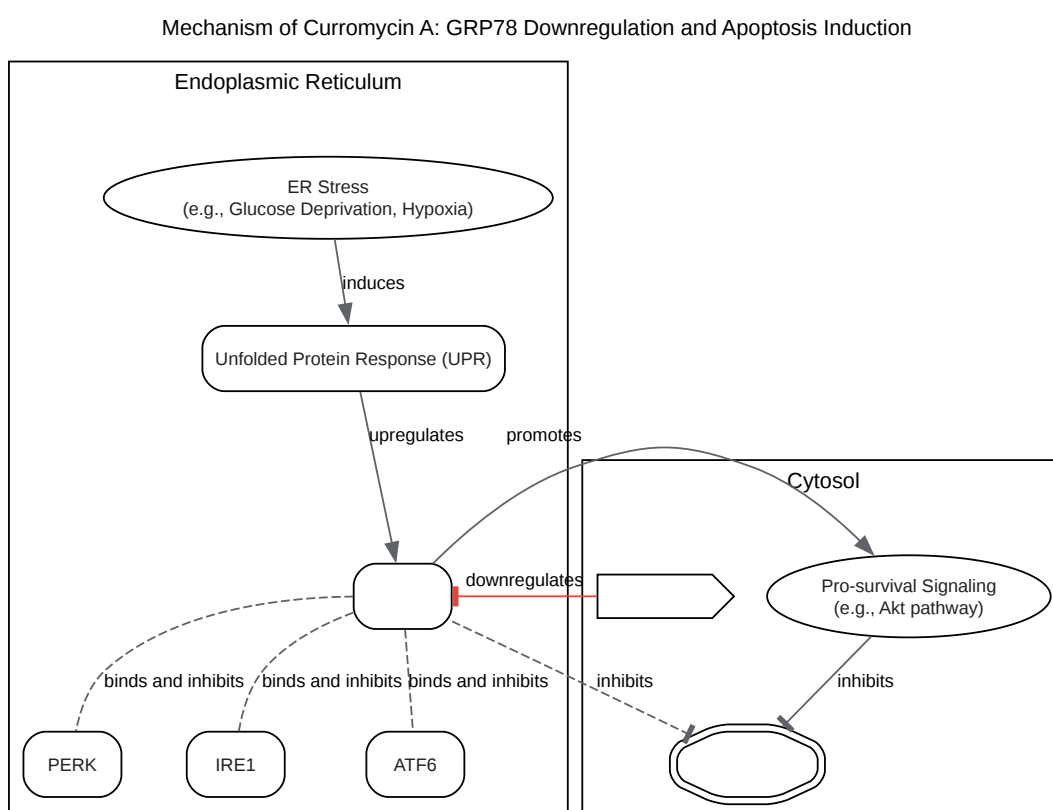 Mechanism of Curromycin A: GRP78 Downregulation and Apoptosis Induction
Endoplasmic Reticulum
ER Stress
(e.g., Glucose Deprivation, Hypoxia)
induces
Unfolded Protein Response (UPR)
upregulates
promotes
Cytosol
downregulates
Pro-survival Signaling
(e.g., Akt pathway)
binds and inhibits
binds and inhibits
binds and inhibits
inhibits
inhibits
PERK
IRE1
ATF6